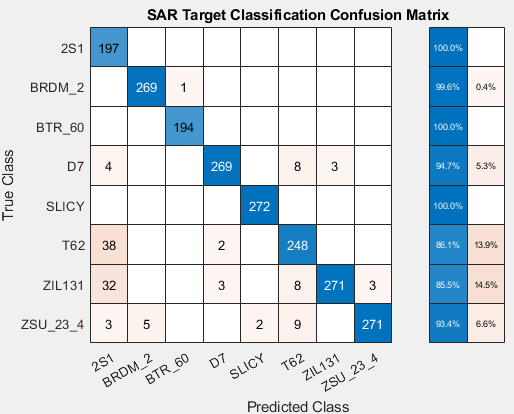 SAR Target Classification Confusion Matrix
2S1 197 100.0%
BRDM_2 269 1 99.6% 0.4%
BTR_60 194 100.0%
D7 4 269 8 3 94.7% 5.3%
SLICY 272 100.0%
T62 38 2 248 86.1% 13.9%
ZIL131 32 3 8 271 3 85.5% 14.5%
ZSU_23_4 3 5 2 9 271 93.4% 6.6%
True Class
2S1 BRDM_2 BTR_60 D7 SLICY T62 ZIL131 ZSU_23_4
Predicted Class